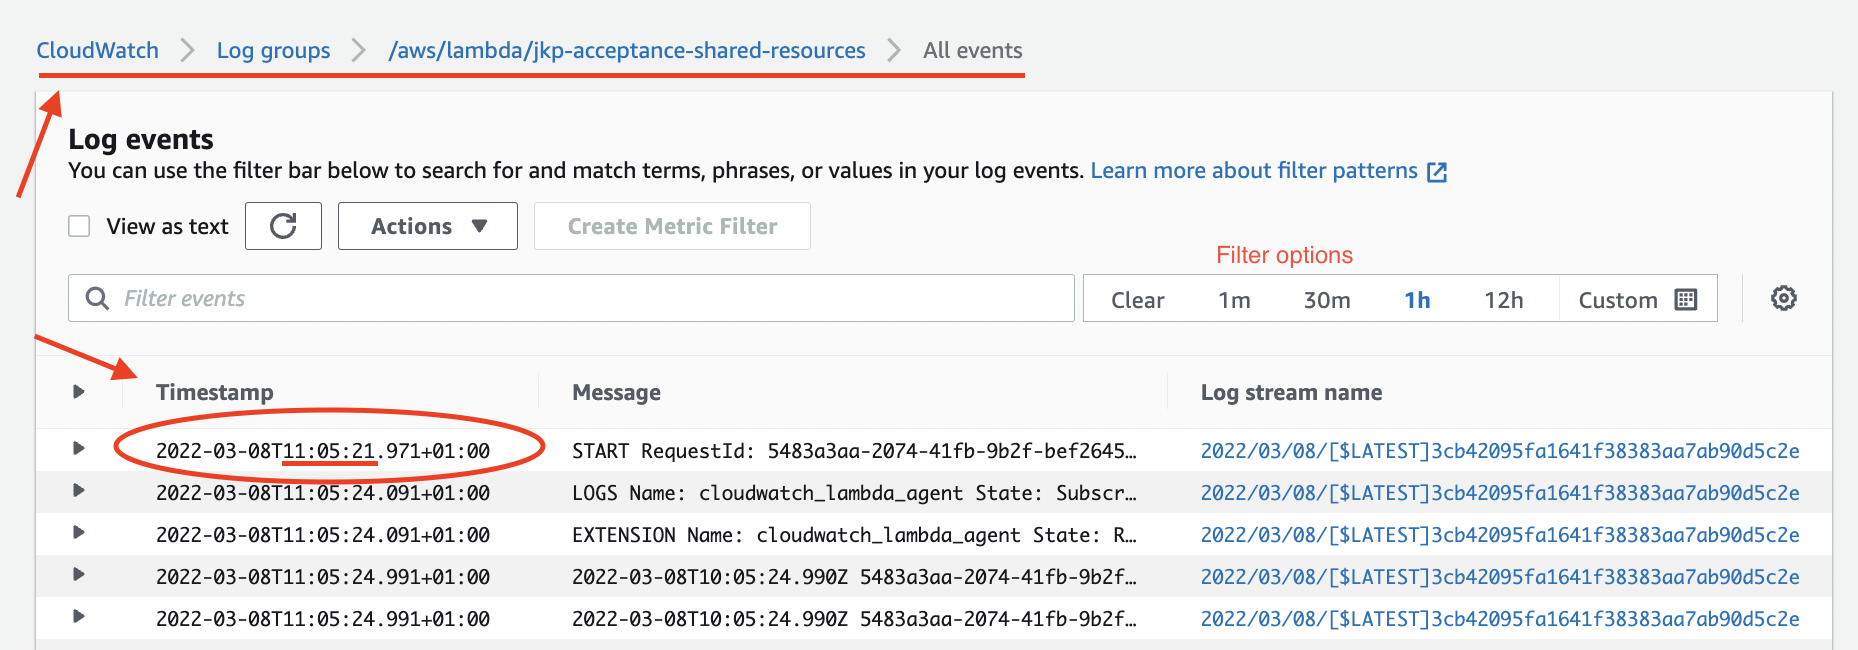 CloudWatch > Log groups > /aws/lambda/jkp-acceptance-shared-resources > All events
Log events
You can use the filter bar below to search for and match terms, phrases, or values in your log events. Learn more about filter patterns
View as text Actions Create Metric Filter
Filter options
Filter events Clear 1m 30m 1h 12h Custom
Timestamp Message Log stream name
2022-03-08T11:05:21.971+01:00 START RequestId: 5483a3aa-2074-41fb-9b2f-bef2645… 2022/03/08/[$LATEST]3cb42095fa1641f38383aa7ab90d5c2e
2022-03-08T11:05:24.091+01:00 LOGS Name: cloudwatch_lambda_agent State: Subscr… 2022/03/08/[$LATEST]3cb42095fa1641f38383aa7ab90d5c2e
2022-03-08T11:05:24.091+01:00 EXTENSION Name: cloudwatch_lambda_agent State: R… 2022/03/08/[$LATEST]3cb42095fa1641f38383aa7ab90d5c2e
2022-03-08T11:05:24.991+01:00 2022-03-08T10:05:24.990Z 5483a3aa-2074-41fb-9b2f… 2022/03/08/[$LATEST]3cb42095fa1641f38383aa7ab90d5c2e
2022-03-08T11:05:24.991+01:00 2022-03-08T10:05:24.990Z 5483a3aa-2074-41fb-9b2f… 2022/03/08/[$LATEST]3cb42095fa1641f38383aa7ab90d5c2e